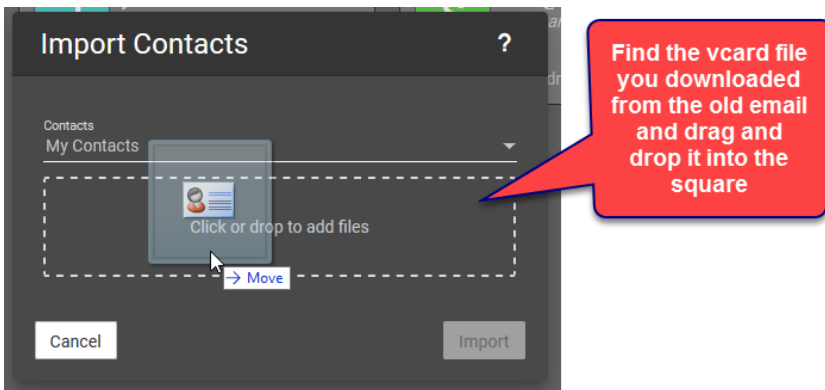 Import Contacts
?
Contacts
My Contacts
Click or drop to add files
→ Move
Cancel
Import
Find the vcard file
you downloaded
from the old email
and drag and
drop it into the
square